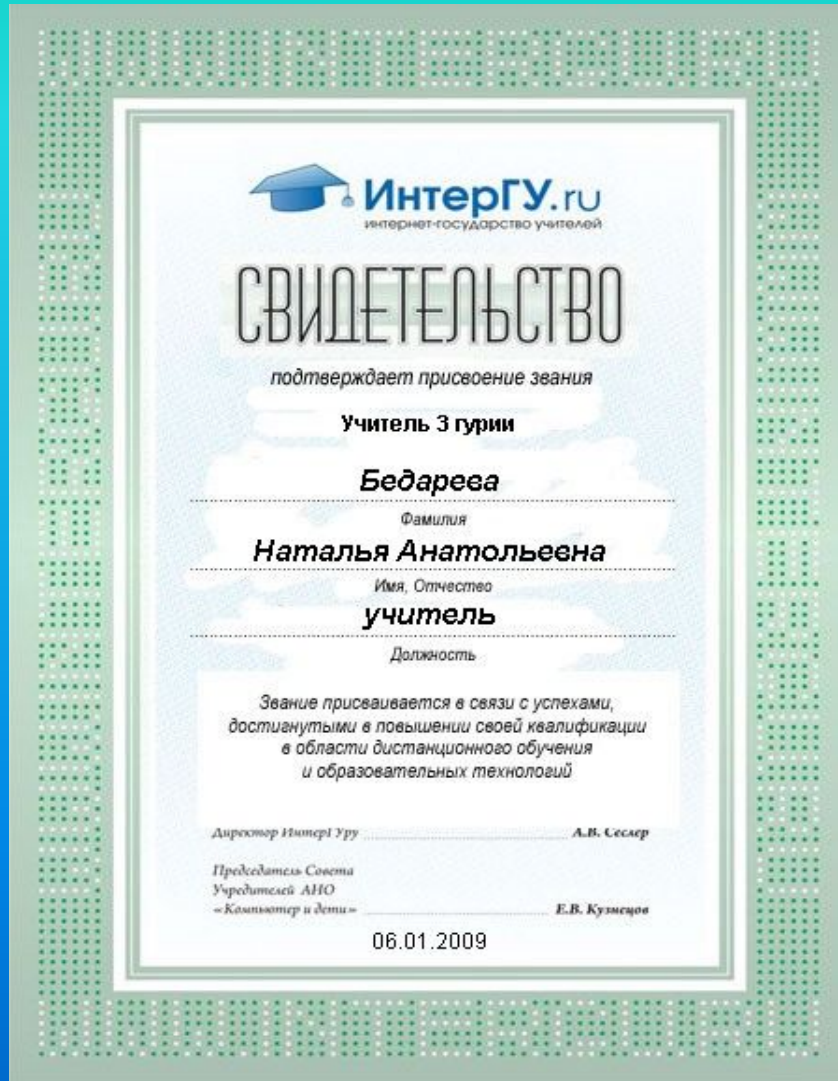 ИнтерГУ.ru
интернет-государство учителей
СВИДЕТЕЛЬСТВО
подтверждает присвоение звания
Учитель 3 гурии
Бедарева
Фамилия
Наталья Анатольевна
Имя, Отчество
учитель
Должность
Звание присваивается в связи с успехами,
достигнутыми в повышении своей квалификации
в области дистанционного обучения
и образовательных технологий
Директор ИнтерГУру А.В. Сеслер
Председатель Совета
Учредителей АНО
«Компьютер и дети» Е.В. Кузнецов
06.01.2009